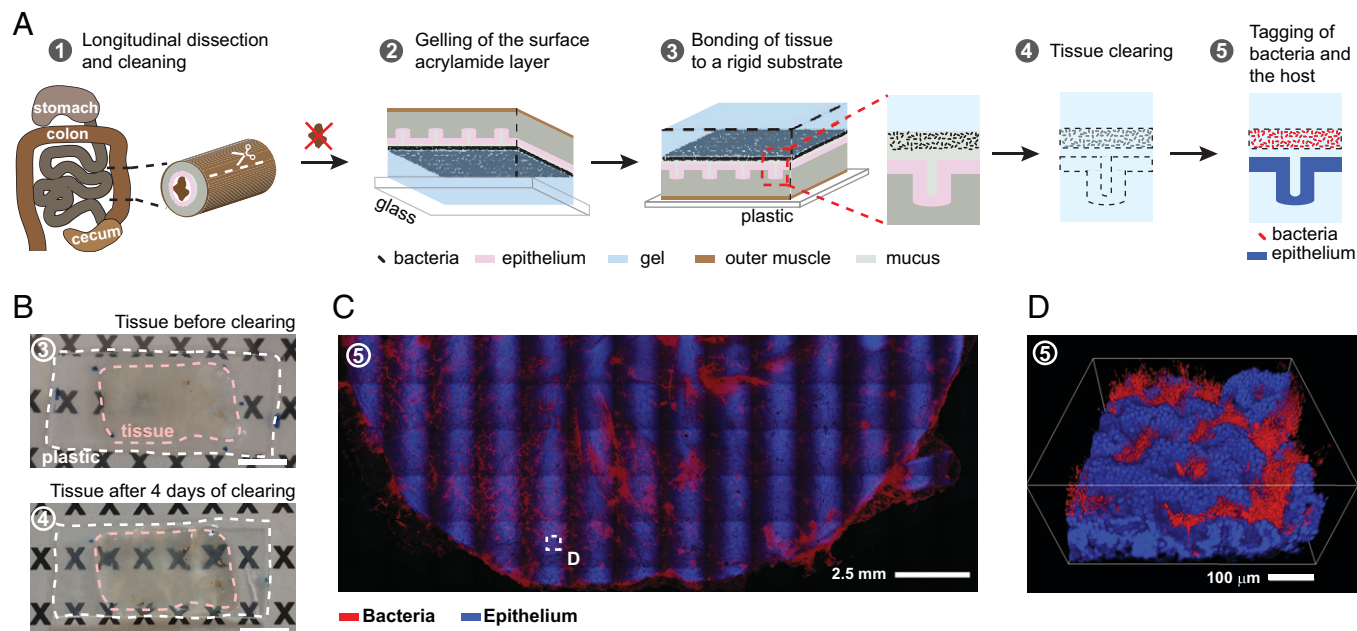 A
1 Longitudinal dissection
and cleaning
2 Gelling of the surface
acrylamide layer
3 Bonding of tissue
to a rigid substrate
4 Tissue clearing
5 Tagging of
bacteria and
the host
stomach
colon
cecum
glass
plastic
bacteria
epithelium
bacteria epithelium gel outer muscle mucus
B
Tissue before clearing
3
X X X X X X X
tissue
plastic
Tissue after 4 days of clearing
4
X X X X X X X
C
5
D
2.5 mm
Bacteria Epithelium
D
5
100 μm